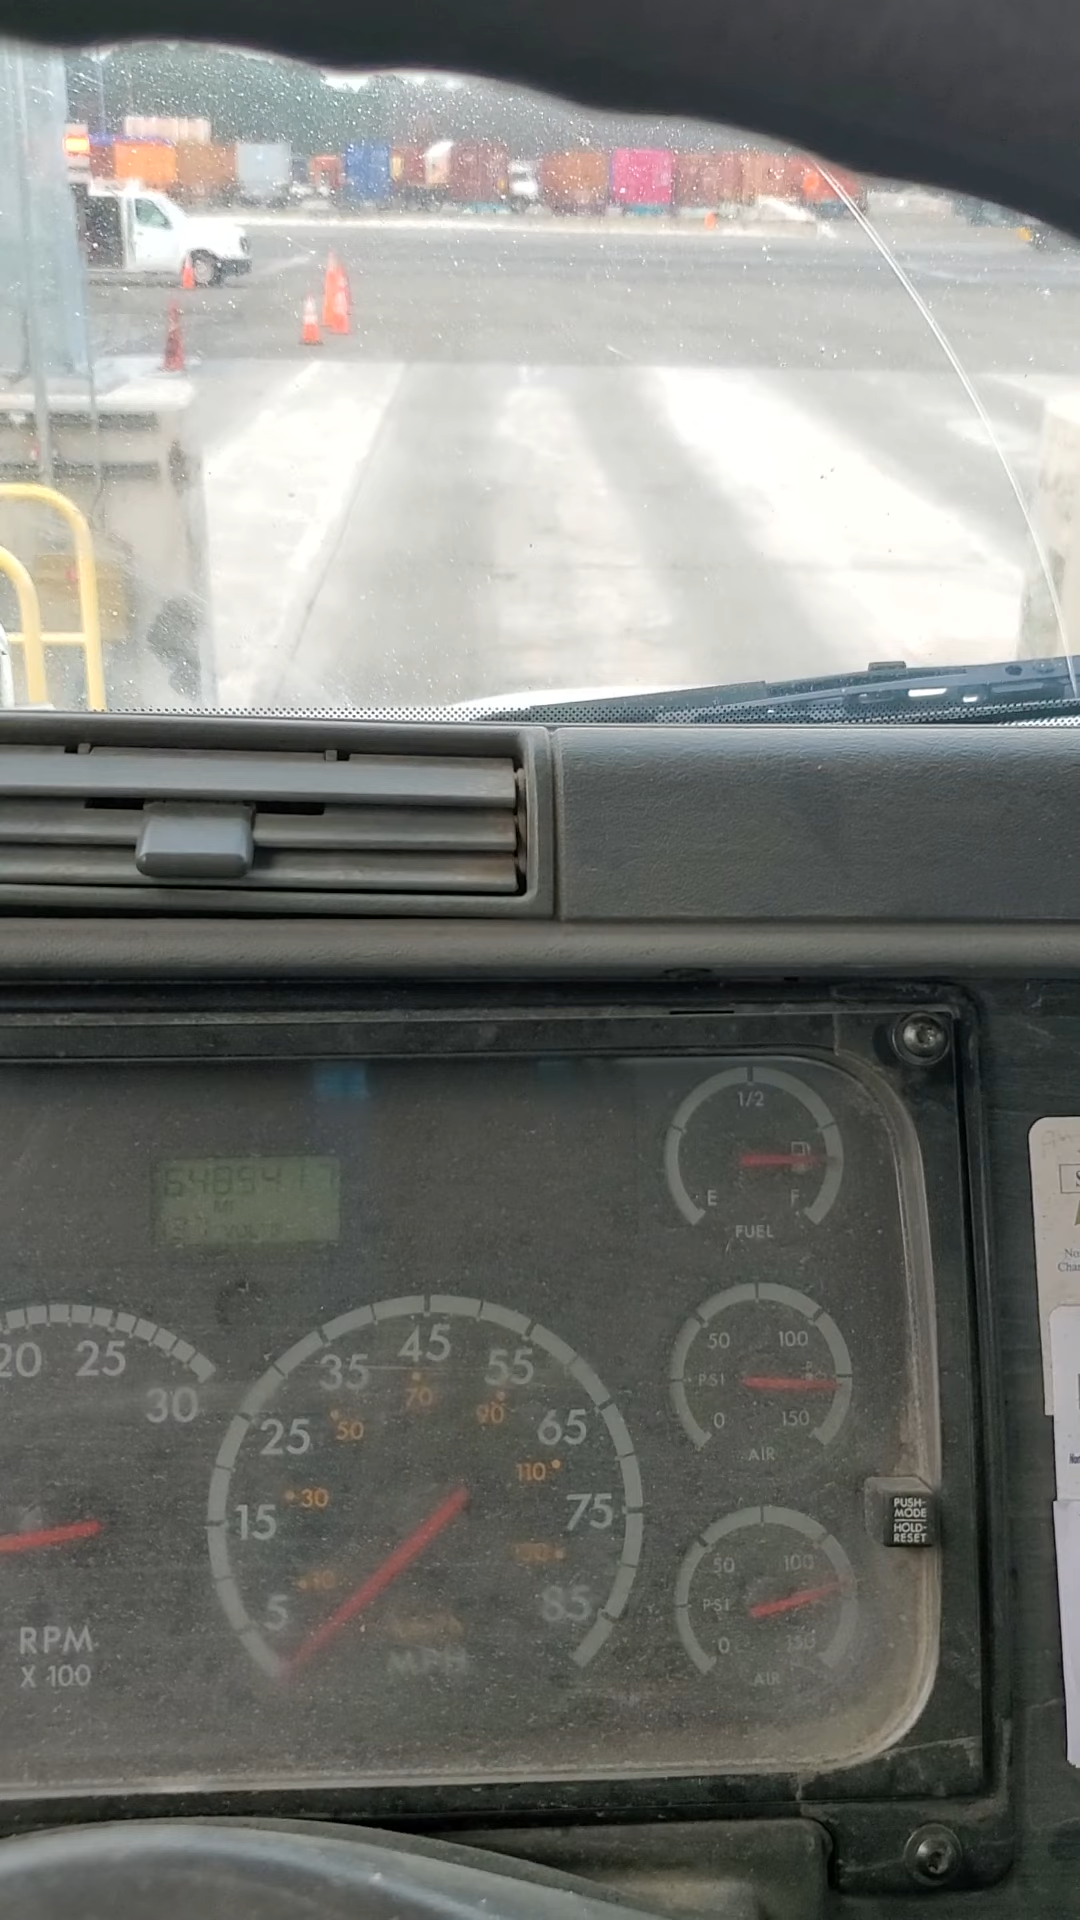 1/2
E F
FUEL
20 25
30
5 15 25 35 45 55 65 75 85
10 30 50 70 90 110 130
MPH
RPM
X 100
50 100
PSI
0 150
AIR
50 100
PSI
0 150
AIR
PUSH-
MODE
HOLD-
RESET